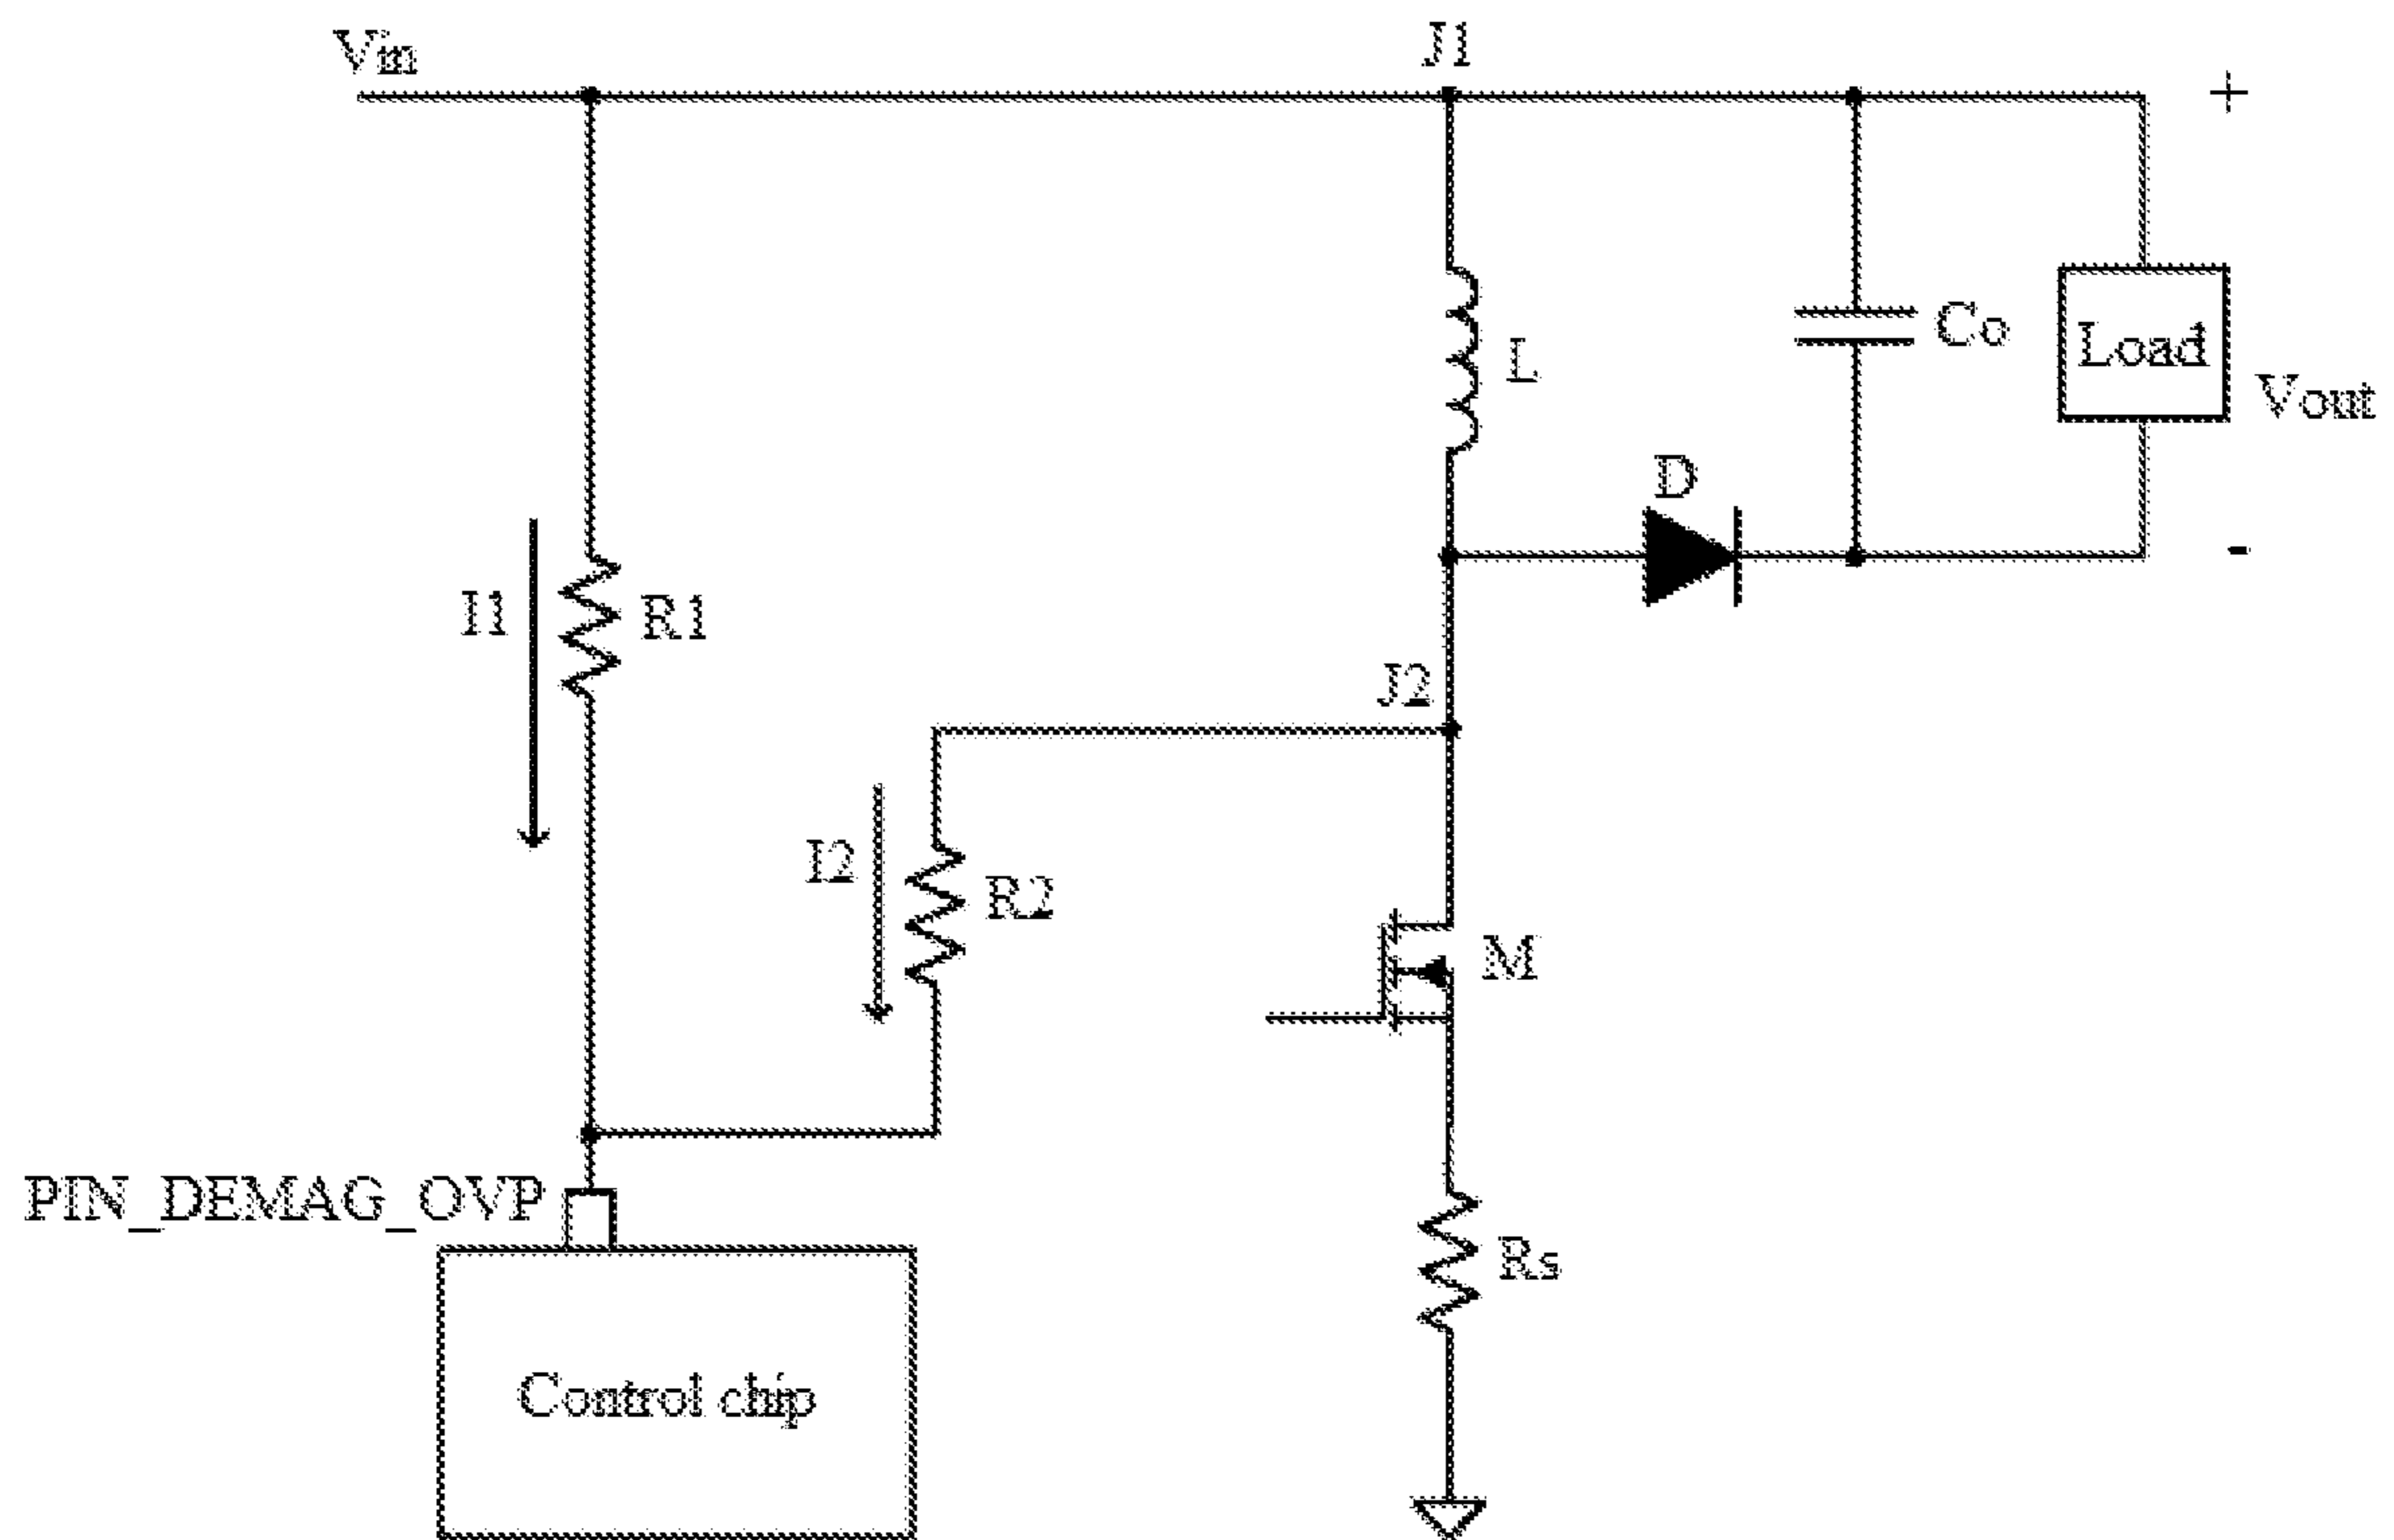 Vin
J1
+
Co
Load
L
Vout
D
-
I1
R1
J2
I2
R2
M
PIN_DEMAG_OVP
Rs
Control chip